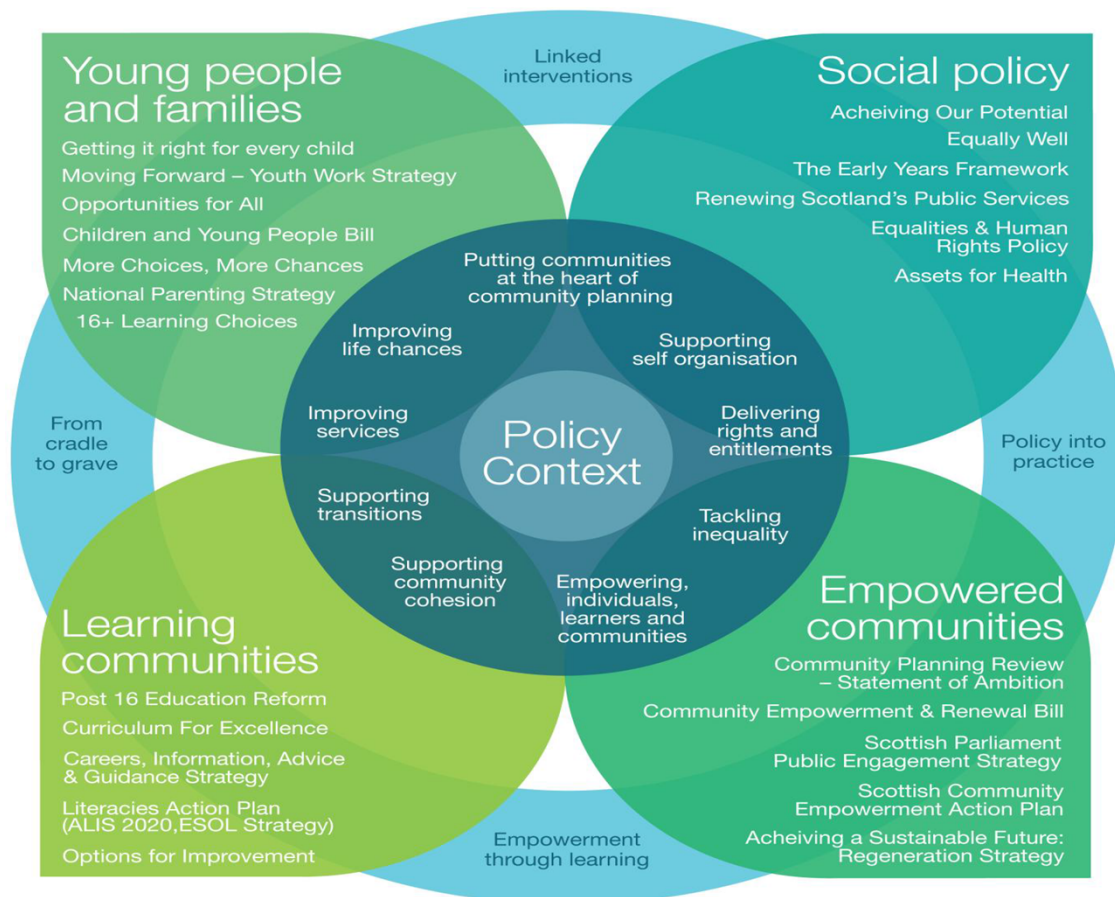 Linked
interventions
Young people
and families
Getting it right for every child
Moving Forward – Youth Work Strategy
Opportunities for All
Children and Young People Bill
More Choices, More Chances
National Parenting Strategy
16+ Learning Choices
Social policy
Acheiving Our Potential
Equally Well
The Early Years Framework
Renewing Scotland's Public Services
Equalities & Human
Rights Policy
Assets for Health
Putting communities
at the heart of
community planning
Improving
life chances
Supporting
self organisation
Improving
services
Delivering
rights and
entitlements
Policy
Context
From
cradle
to grave
Policy into
practice
Supporting
transitions
Tackling
inequality
Supporting
community
cohesion
Empowering,
individuals,
learners and
communities
Learning
communities
Post 16 Education Reform
Curriculum For Excellence
Careers, Information, Advice
& Guidance Strategy
Literacies Action Plan
(ALIS 2020,ESOL Strategy)
Options for Improvement
Empowered
communities
Community Planning Review
– Statement of Ambition
Community Empowerment & Renewal Bill
Scottish Parliament
Public Engagement Strategy
Scottish Community
Empowerment Action Plan
Acheiving a Sustainable Future:
Regeneration Strategy
Empowerment
through learning